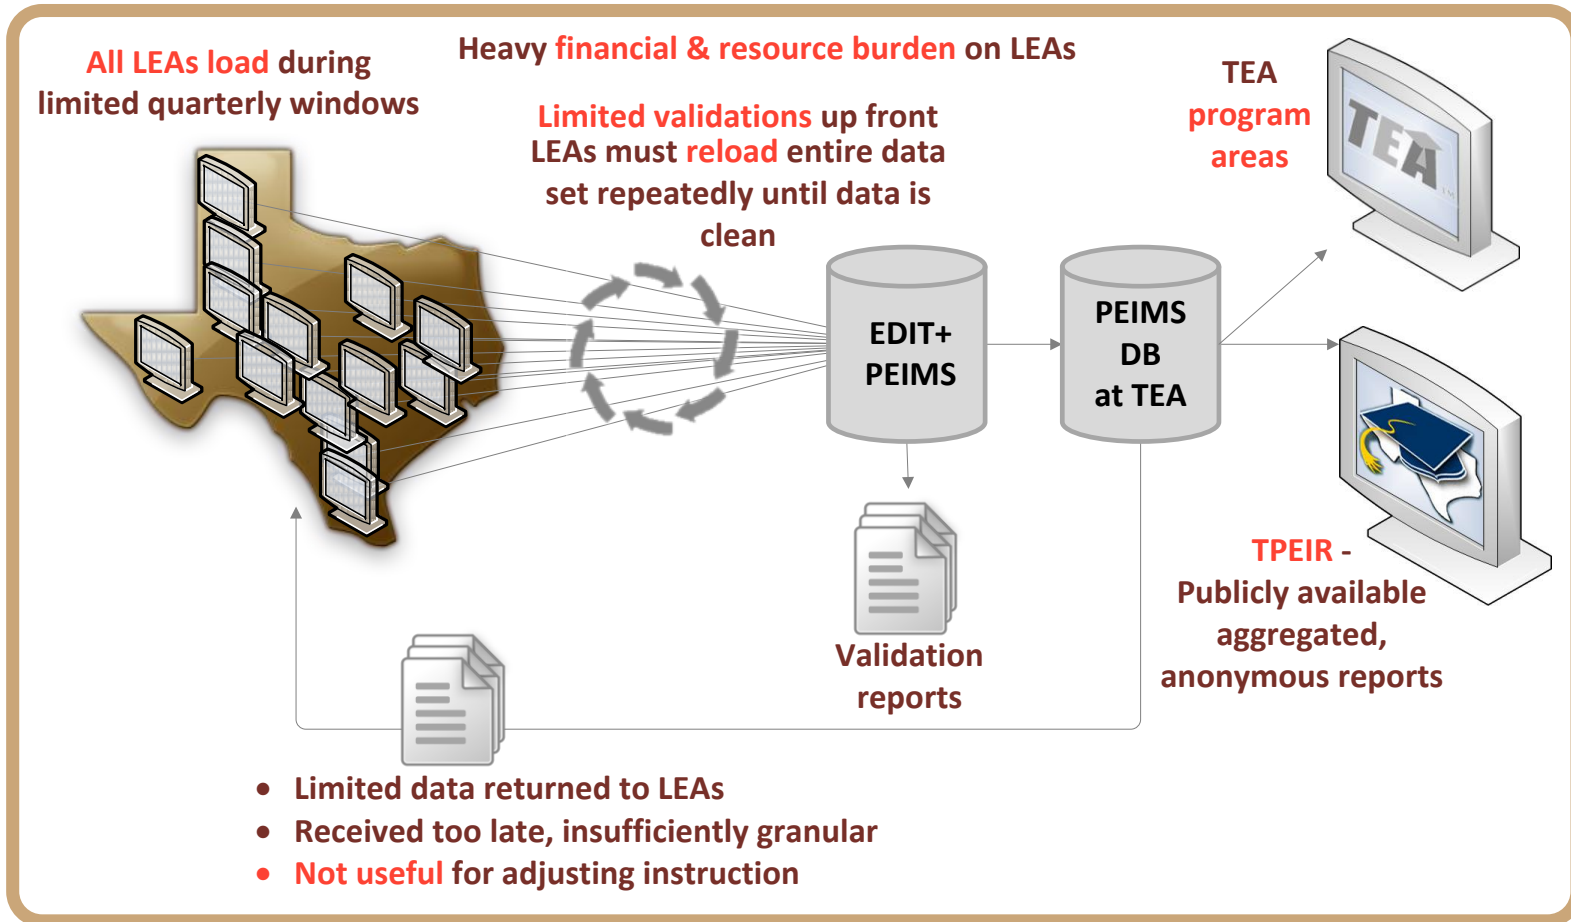 All LEAs load during
limited quarterly windows
Heavy financial & resource burden on LEAs
Limited validations up front
LEAs must reload entire data
set repeatedly until data is
clean
TEA
program
areas
TEA
EDIT+
PEIMS
PEIMS
DB
at TEA
Validation
reports
TPEIR -
Publicly available
aggregated,
anonymous reports
• Limited data returned to LEAs
• Received too late, insufficiently granular
• Not useful for adjusting instruction